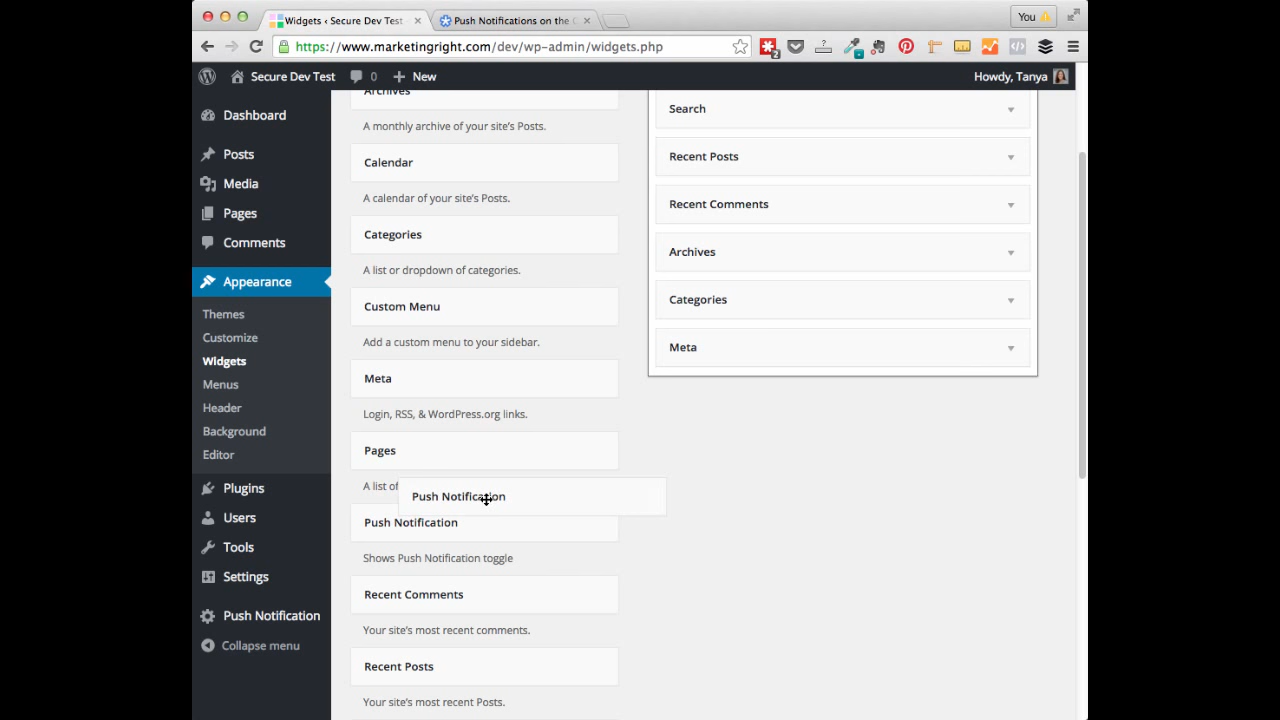 Widgets ‹ Secure Dev Test
Push Notifications on the
You
https://www.marketingright.com/dev/wp-admin/widgets.php
2
Secure Dev Test
0
New
Howdy, Tanya
Dashboard
Posts
Media
Pages
Comments
Appearance
Themes
Customize
Widgets
Menus
Header
Background
Editor
Plugins
Users
Tools
Settings
Push Notification
Collapse menu
Archives
A monthly archive of your site's Posts.
Calendar
A calendar of your site's Posts.
Categories
A list or dropdown of categories.
Custom Menu
Add a custom menu to your sidebar.
Meta
Login, RSS, & WordPress.org links.
Pages
A list of
Push Notification
Push Notification
Shows Push Notification toggle
Recent Comments
Your site's most recent comments.
Recent Posts
Your site's most recent Posts.
Search
Recent Posts
Recent Comments
Archives
Categories
Meta